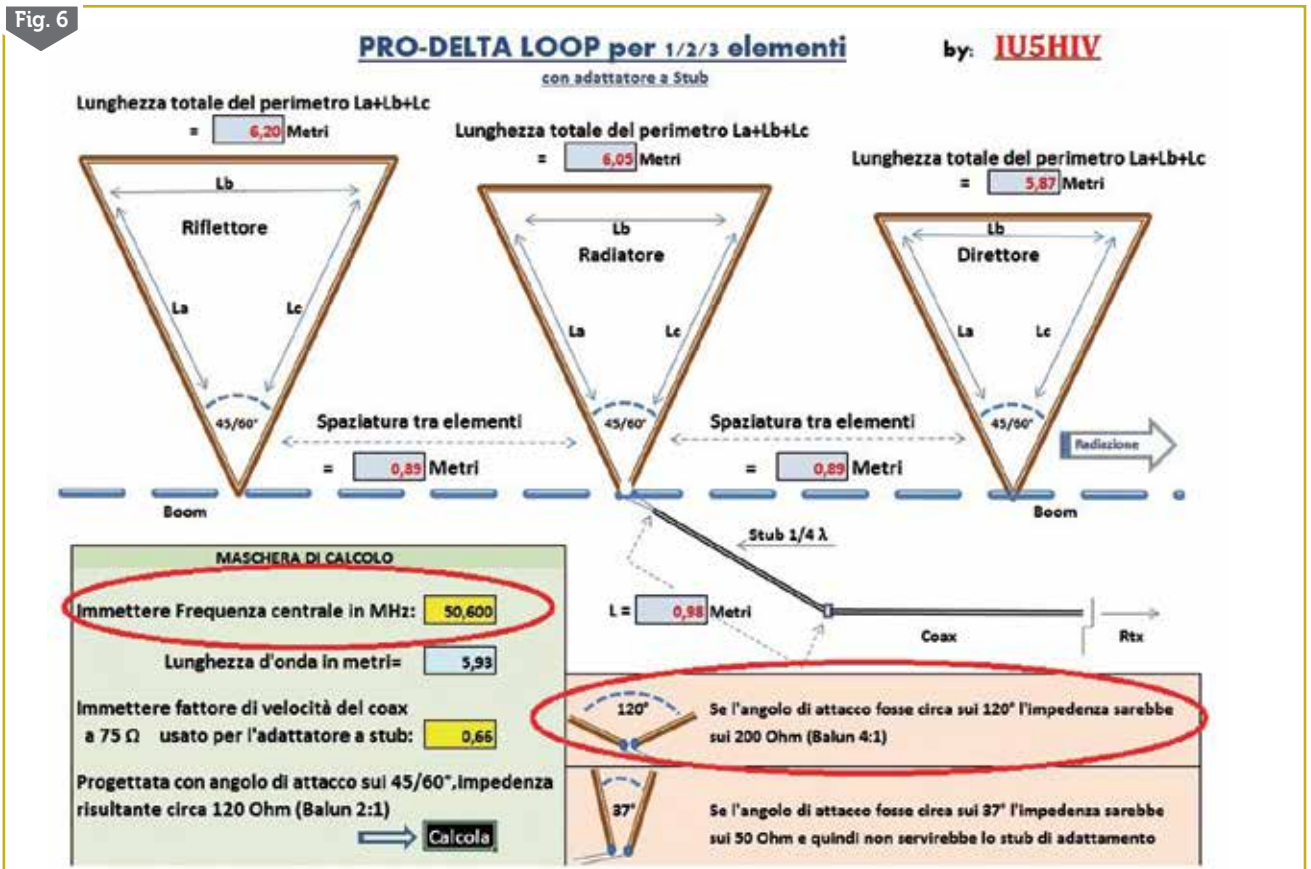 Fig. 6
PRO-DELTA LOOP per 1/2/3 elementi
by: IU5HIV
con adattatore a Stub
Lunghezza totale del perimetro La+Lb+Lc
= 6,20 Metri
Lb
Riflettore
La
Lc
45/60°
Lunghezza totale del perimetro La+Lb+Lc
= 6,05 Metri
Lb
Radiatore
La
Lc
45/60°
Lunghezza totale del perimetro La+Lb+Lc
= 5,87 Metri
Lb
Direttore
La
Lc
45/60°
Spaziatura tra elementi
= 0,89 Metri
Spaziatura tra elementi
= 0,89 Metri
Radiazione
Boom
Boom
Stub 1/4 λ
L = 0,98 Metri
Coax
Rtx
MASCHERA DI CALCOLO
Immettere Frequenza centrale in MHz: 50,600
Lunghezza d'onda in metri= 5,93
Immettere fattore di velocità del coax
a 75 Ω usato per l'adattatore a stub: 0,66
Progettata con angolo di attacco sui 45/60°,impedenza
risultante circa 120 Ohm (Balun 2:1)
Calcola
120°
Se l'angolo di attacco fosse circa sui 120° l'impedenza sarebbe
sui 200 Ohm (Balun 4:1)
37°
Se l'angolo di attacco fosse circa sui 37° l'impedenza sarebbe
sui 50 Ohm e quindi non servirebbe lo stub di adattamento